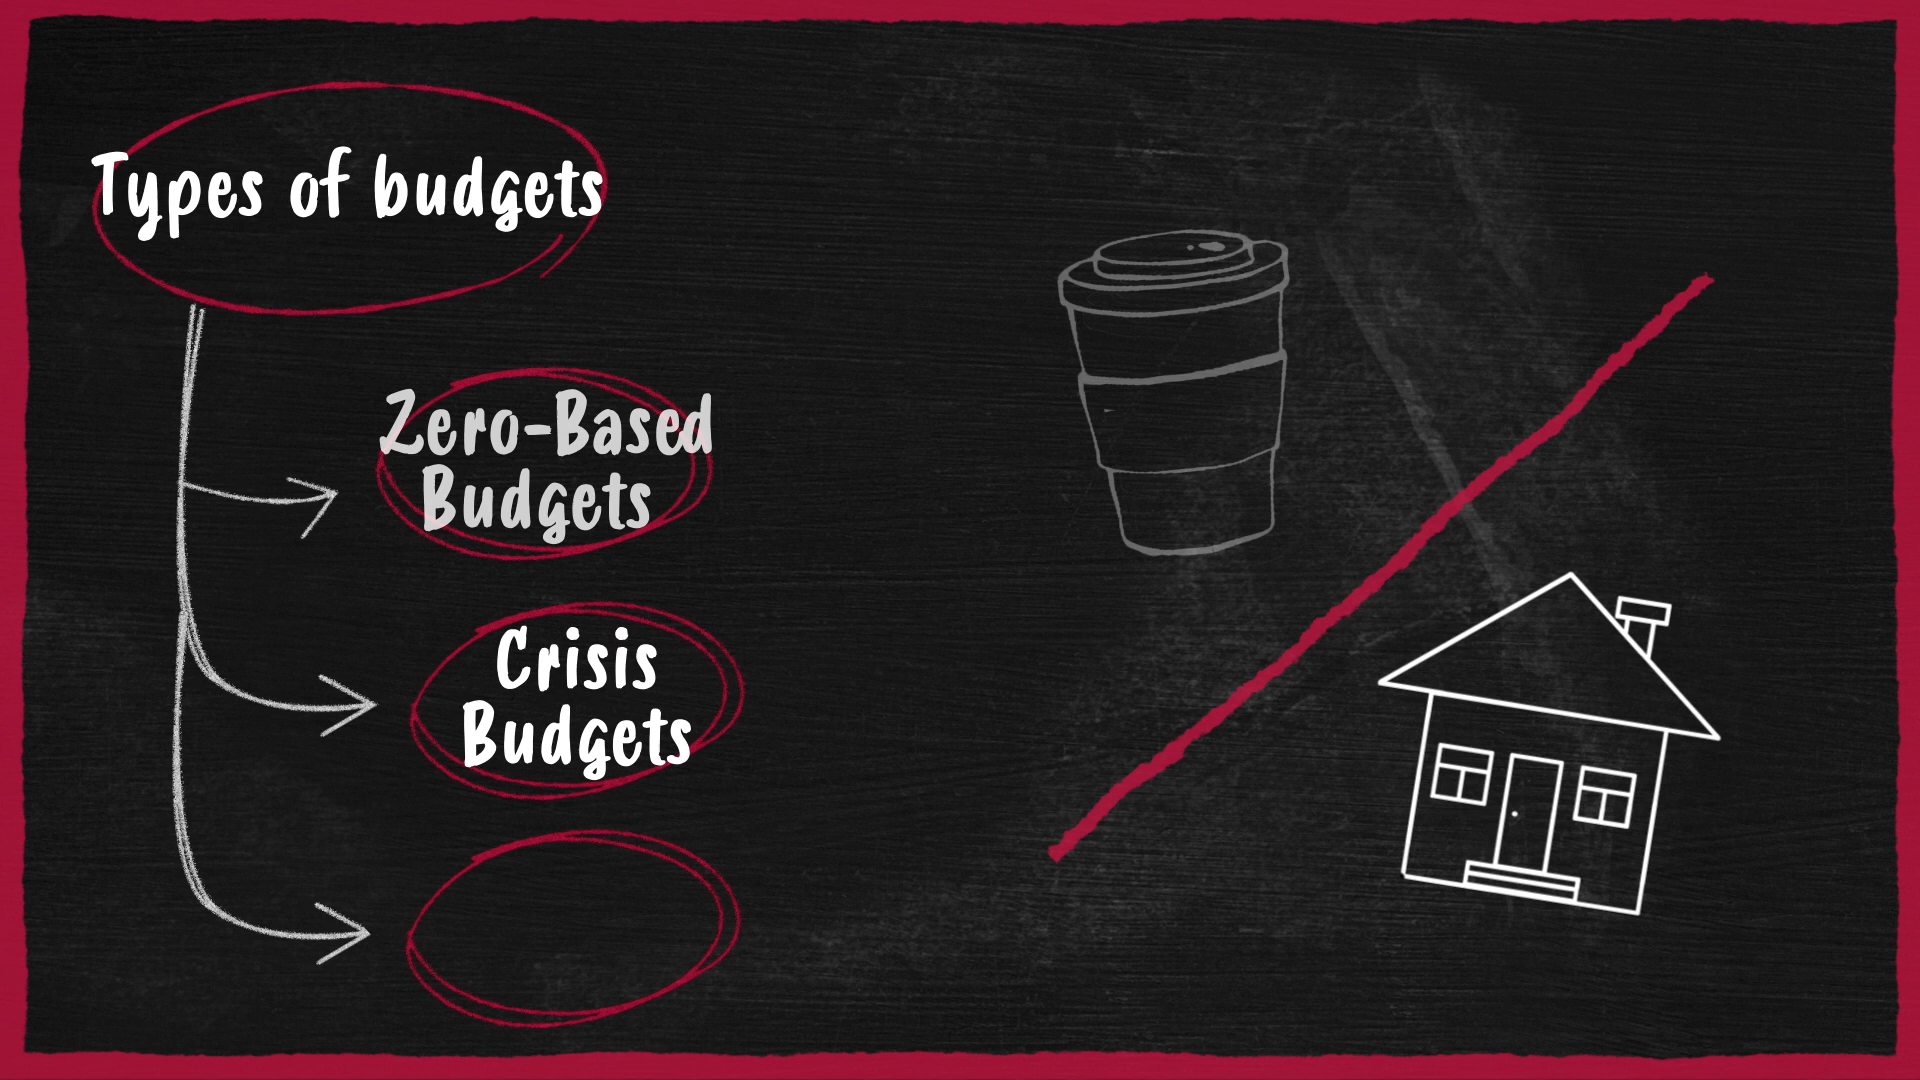 Types of budgets
Zero-Based
Budgets
Crisis
Budgets